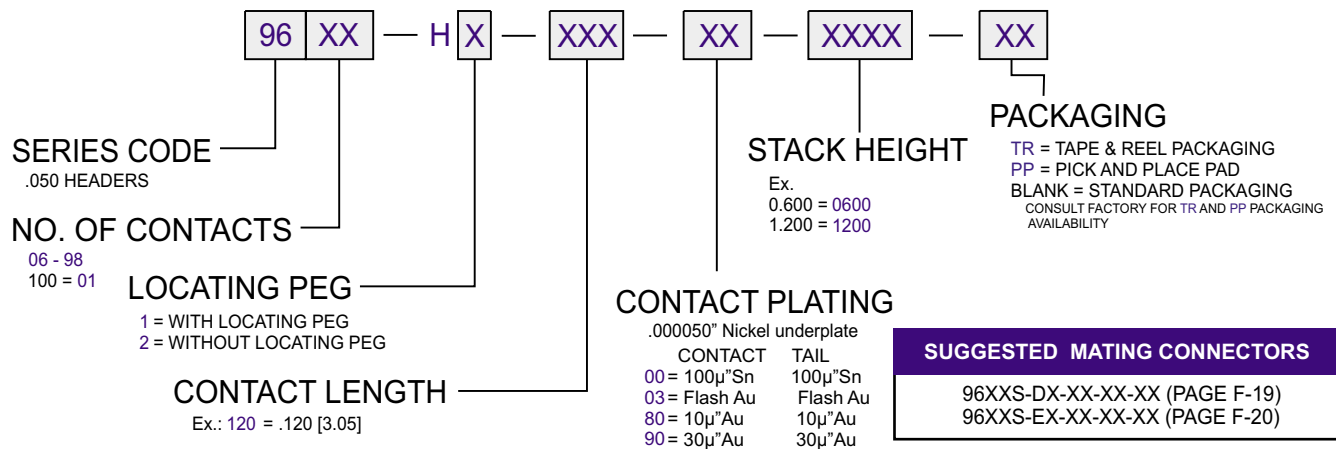 96 XX — H X — XXX — XX — XXXX — XX
SERIES CODE
.050 HEADERS
NO. OF CONTACTS
06 - 98
100 = 01
LOCATING PEG
1 = WITH LOCATING PEG
2 = WITHOUT LOCATING PEG
CONTACT LENGTH
Ex.: 120 = .120 [3.05]
CONTACT PLATING
.000050” Nickel underplate
CONTACT TAIL
00 = 100µ”Sn 100µ”Sn
03 = Flash Au Flash Au
80 = 10µ”Au 10µ”Au
90 = 30µ”Au 30µ”Au
STACK HEIGHT
Ex.
0.600 = 0600
1.200 = 1200
PACKAGING
TR = TAPE & REEL PACKAGING
PP = PICK AND PLACE PAD
BLANK = STANDARD PACKAGING
CONSULT FACTORY FOR TR AND PP PACKAGING
AVAILABILITY
SUGGESTED MATING CONNECTORS
96XXS-DX-XX-XX-XX (PAGE F-19)
96XXS-EX-XX-XX-XX (PAGE F-20)